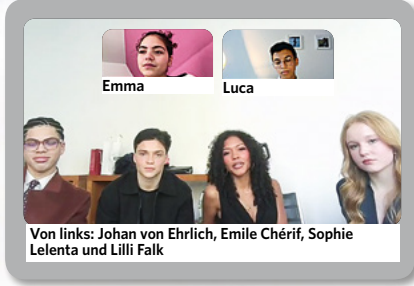 Emma
Luca
Von links: Johan von Ehrlich, Emile Chérif, Sophie
Lelenta und Lilli Falk